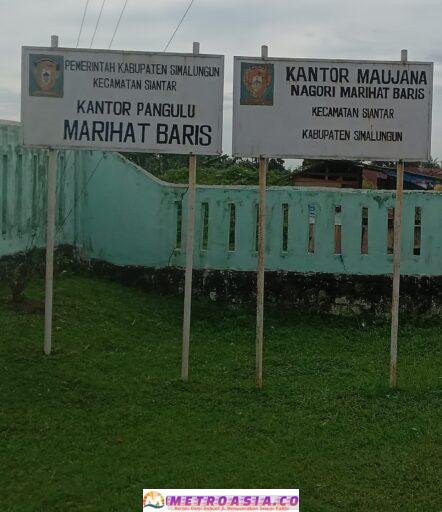 PEMERINTAH KABUPATEN SIMALUNGUN
KECAMATAN SIANTAR
KANTOR PANGULU
MARIHAT BARIS
KANTOR MAUJANA
NAGORI MARIHAT BARIS
KECAMATAN SIANTAR
KABUPATEN SIMALUNGUN
METROASIA.CO